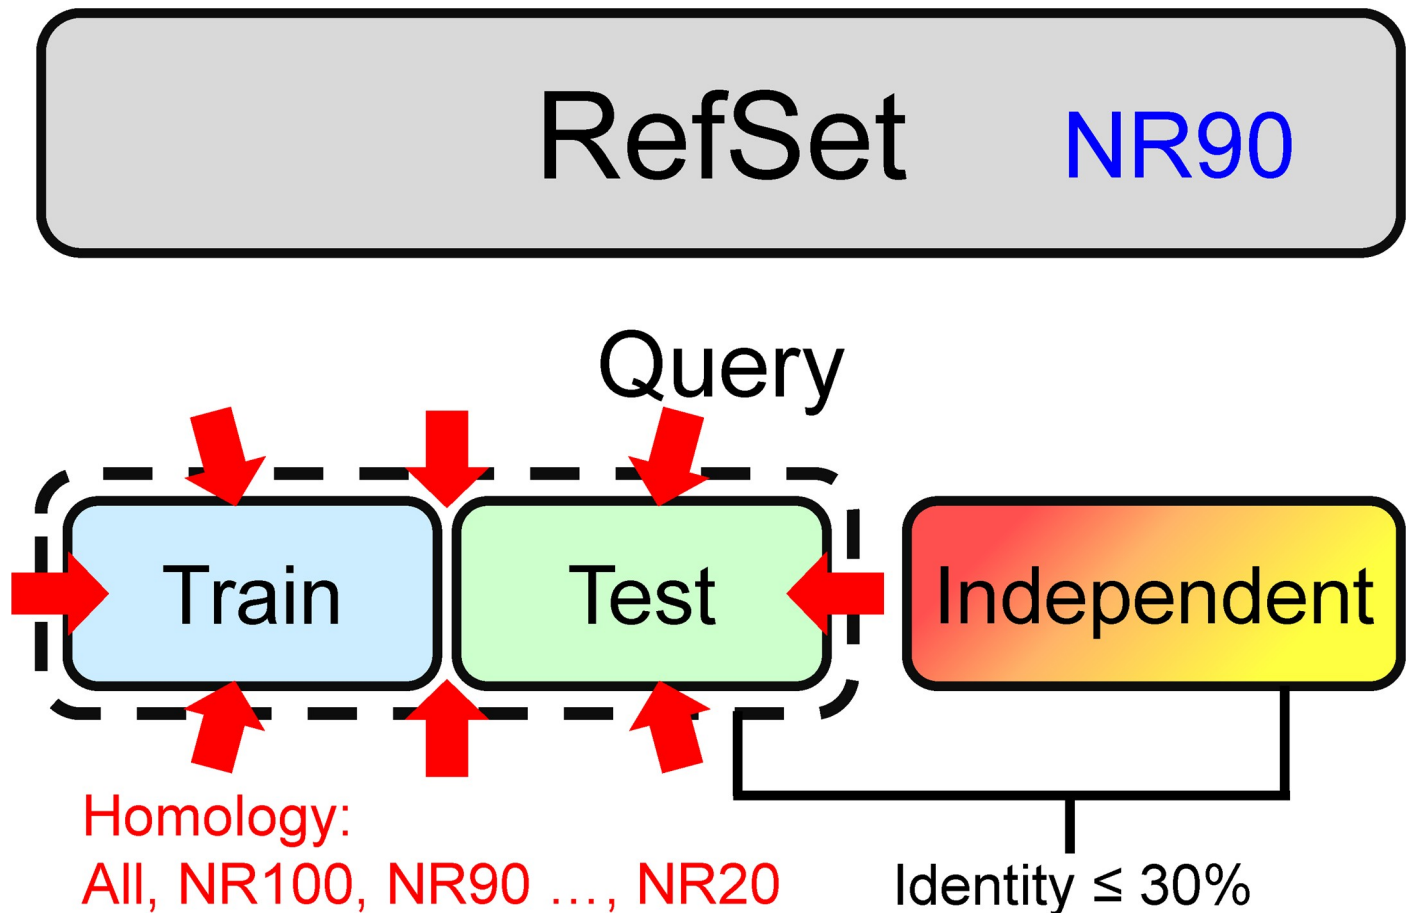 RefSet NR90
Query
Train Test Independent
Homology:
All, NR100, NR90 ..., NR20
Identity ≤ 30%